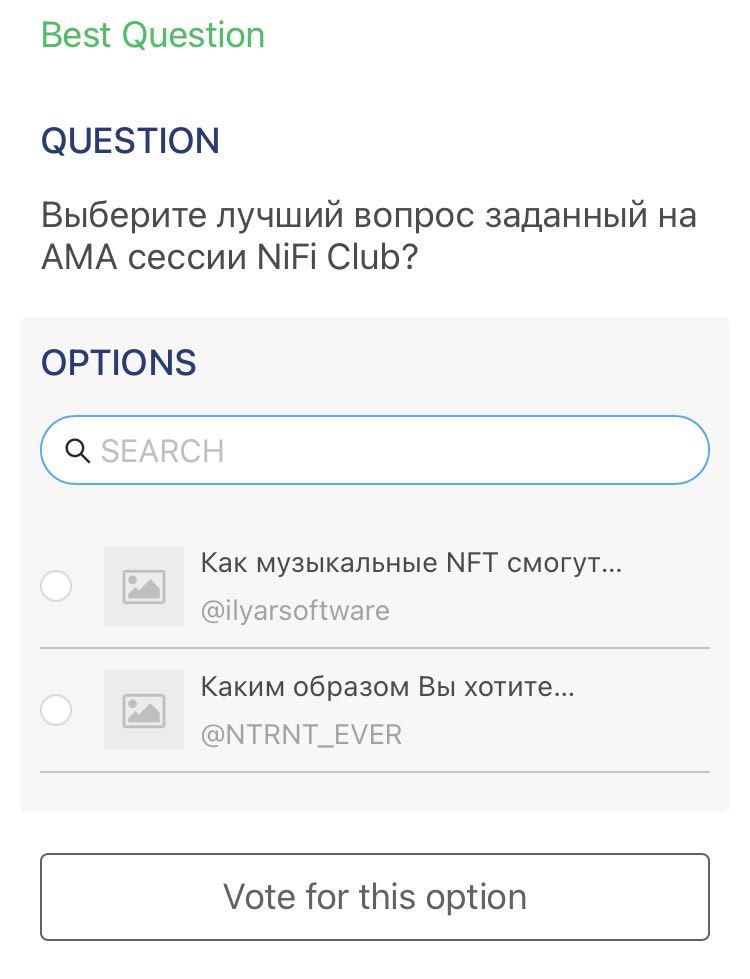 Best Question
QUESTION
Выберите лучший вопрос заданный на
АМА сессии NiFi Club?
OPTIONS
SEARCH
Как музыкальные NFT смогут...
@ilyarsoftware
Каким образом Вы хотите...
@NTRNT_EVER
Vote for this option